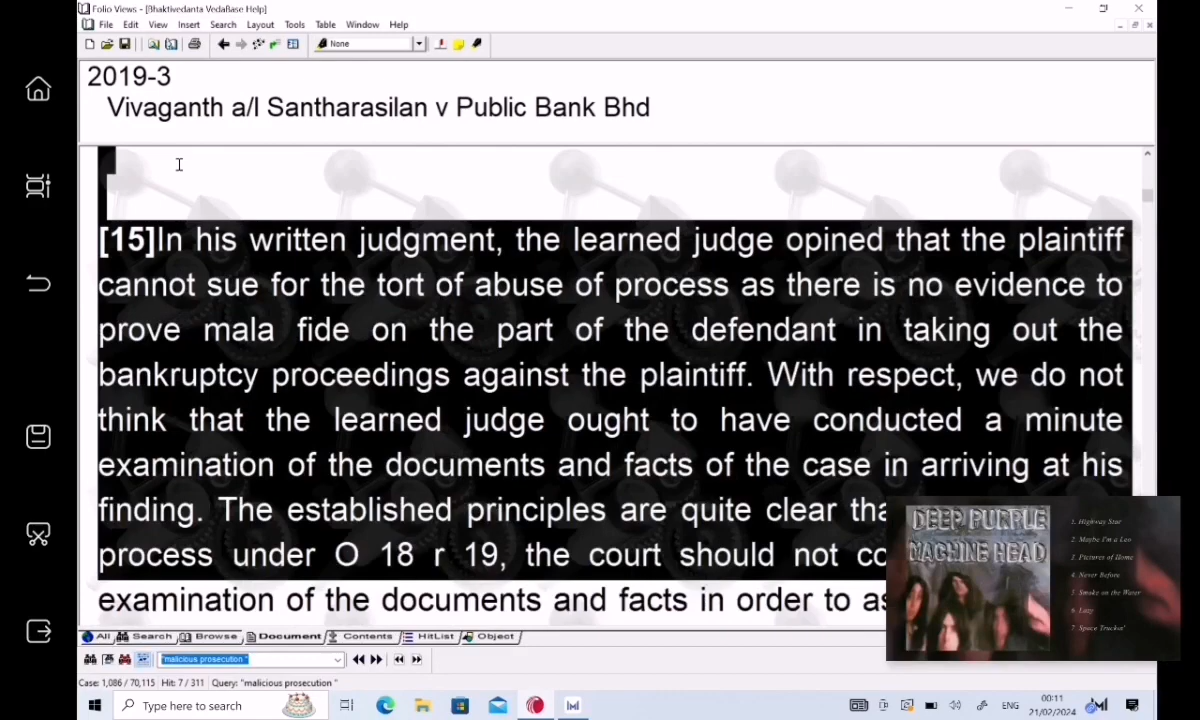 Folio Views - [Bhaktivedanta VedaBase Help]
File Edit View Insert Search Layout Tools Table Window Help
None
2019-3
Vivaganth a/l Santharasilan v Public Bank Bhd
[15]In his written judgment, the learned judge opined that the plaintiff
cannot sue for the tort of abuse of process as there is no evidence to
prove mala fide on the part of the defendant in taking out the
bankruptcy proceedings against the plaintiff. With respect, we do not
think that the learned judge ought to have conducted a minute
examination of the documents and facts of the case in arriving at his
finding. The established principles are quite clear
process under O 18 r 19, the court should not
examination of the documents and facts in order to
DEEP PURPLE
MACHINE HEAD
1. Highway Star
2. Maybe I'm a Leo
3. Pictures of Home
4. Never Before
5. Smoke on the Water
6. Lazy
7. Space Truckin'
All Search Browse Document Contents HitList Object
"malicious prosecution "
Case: 1,086 / 70,115 Hit: 7 / 311 Query: "malicious prosecution "
Type here to search
ENG
00:11
21/02/2024